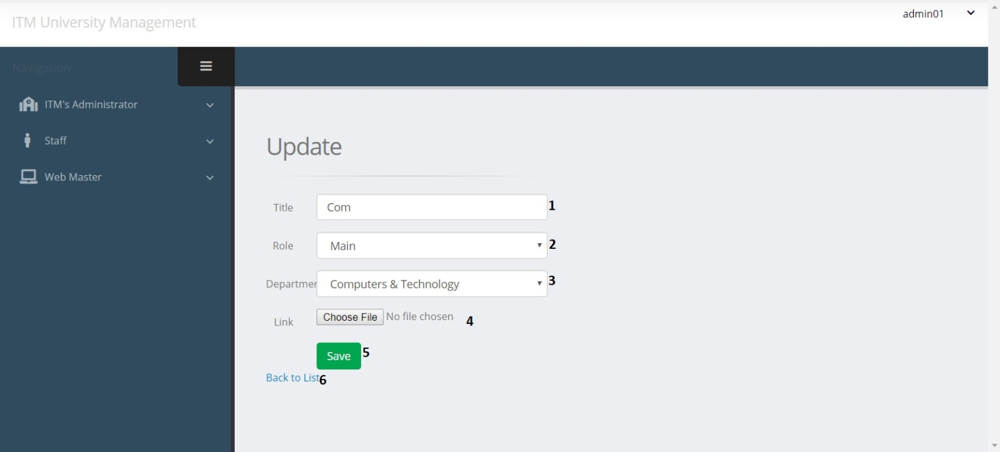 ITM University Management
admin01
Navigation
ITM's Administrator
Staff
Web Master
Update
Title Com 1
Role Main 2
Departmen Computers & Technology 3
Link Choose File No file chosen 4
Save 5
Back to List 6